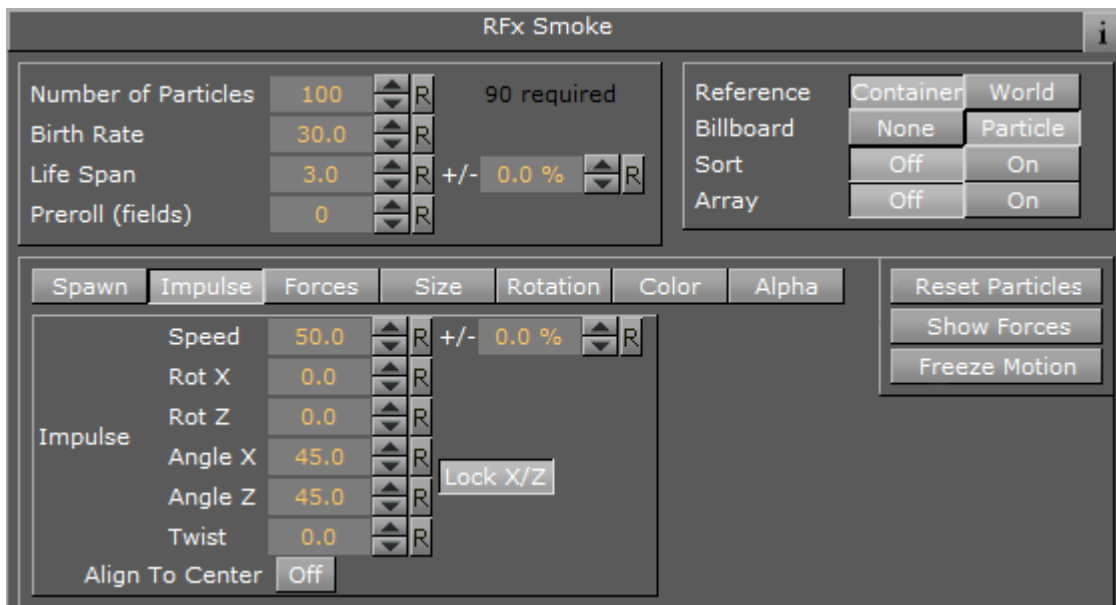 RFx Smoke i
Number of Particles 100 R 90 required
Birth Rate 30.0 R
Life Span 3.0 R +/- 0.0 % R
Preroll (fields) 0 R
Reference Container World
Billboard None Particle
Sort Off On
Array Off On
Spawn Impulse Forces Size Rotation Color Alpha
Reset Particles
Show Forces
Freeze Motion
Impulse
Speed 50.0 R +/- 0.0 % R
Rot X 0.0 R
Rot Z 0.0 R
Angle X 45.0 R
Lock X/Z
Angle Z 45.0 R
Twist 0.0 R
Align To Center Off